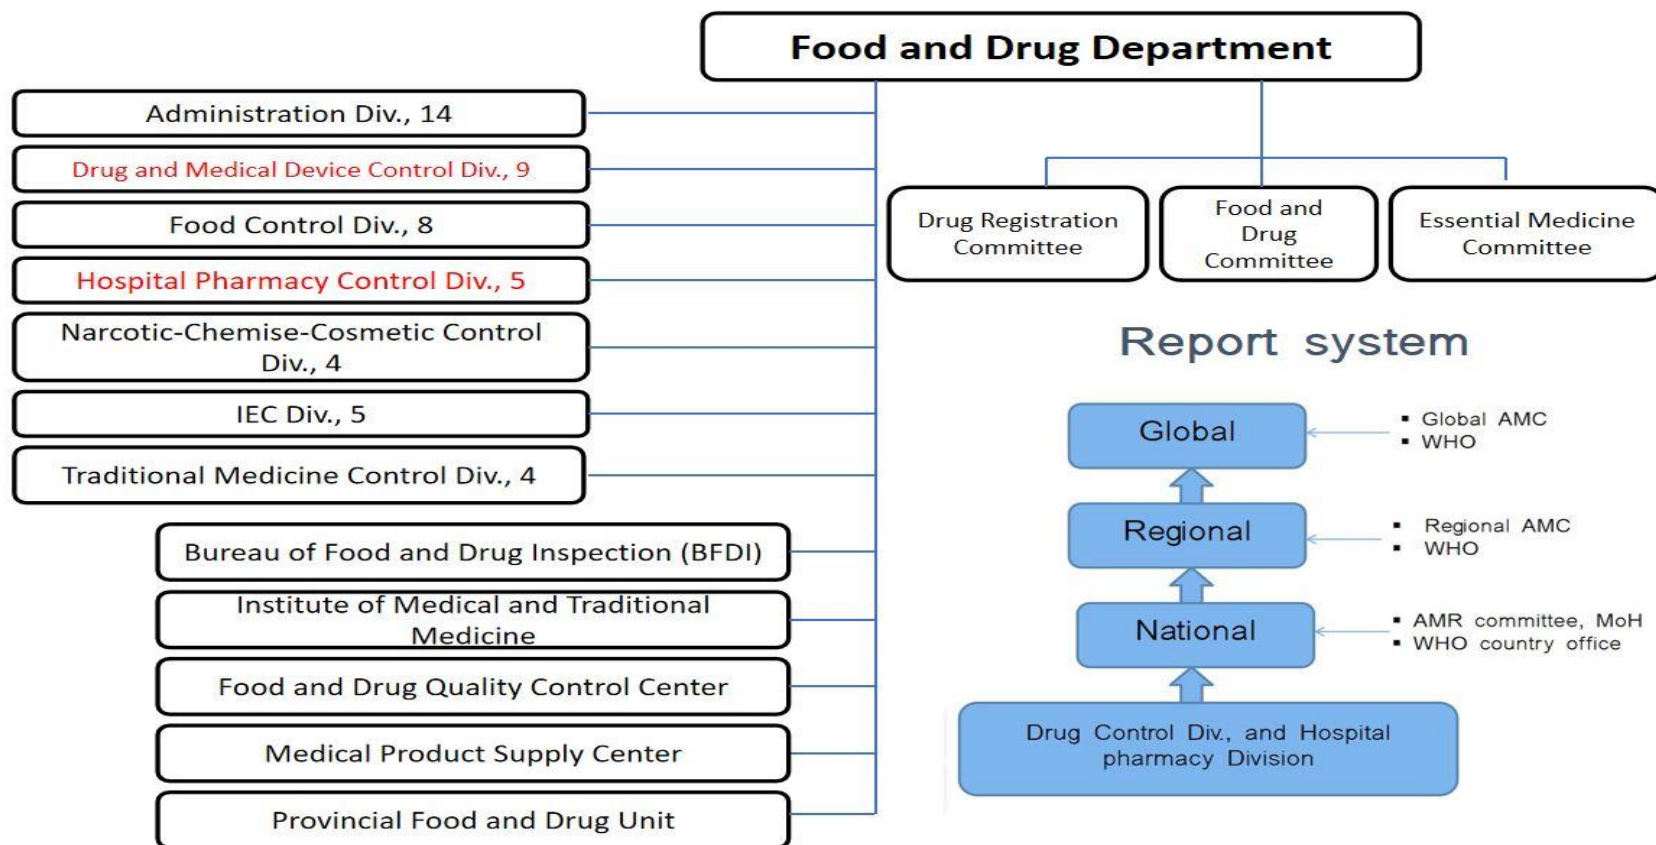 Food and Drug Department
Administration Div., 14
Drug and Medical Device Control Div., 9
Food Control Div., 8
Hospital Pharmacy Control Div., 5
Narcotic-Chemise-Cosmetic Control
Div., 4
IEC Div., 5
Traditional Medicine Control Div., 4
Bureau of Food and Drug Inspection (BFDI)
Institute of Medical and Traditional
Medicine
Food and Drug Quality Control Center
Medical Product Supply Center
Provincial Food and Drug Unit
Drug Registration
Committee
Food and
Drug
Committee
Essential Medicine
Committee
Report system
Global
▪ Global AMC
▪ WHO
Regional
▪ Regional AMC
▪ WHO
National
▪ AMR committee, MoH
▪ WHO country office
Drug Control Div., and Hospital
pharmacy Division